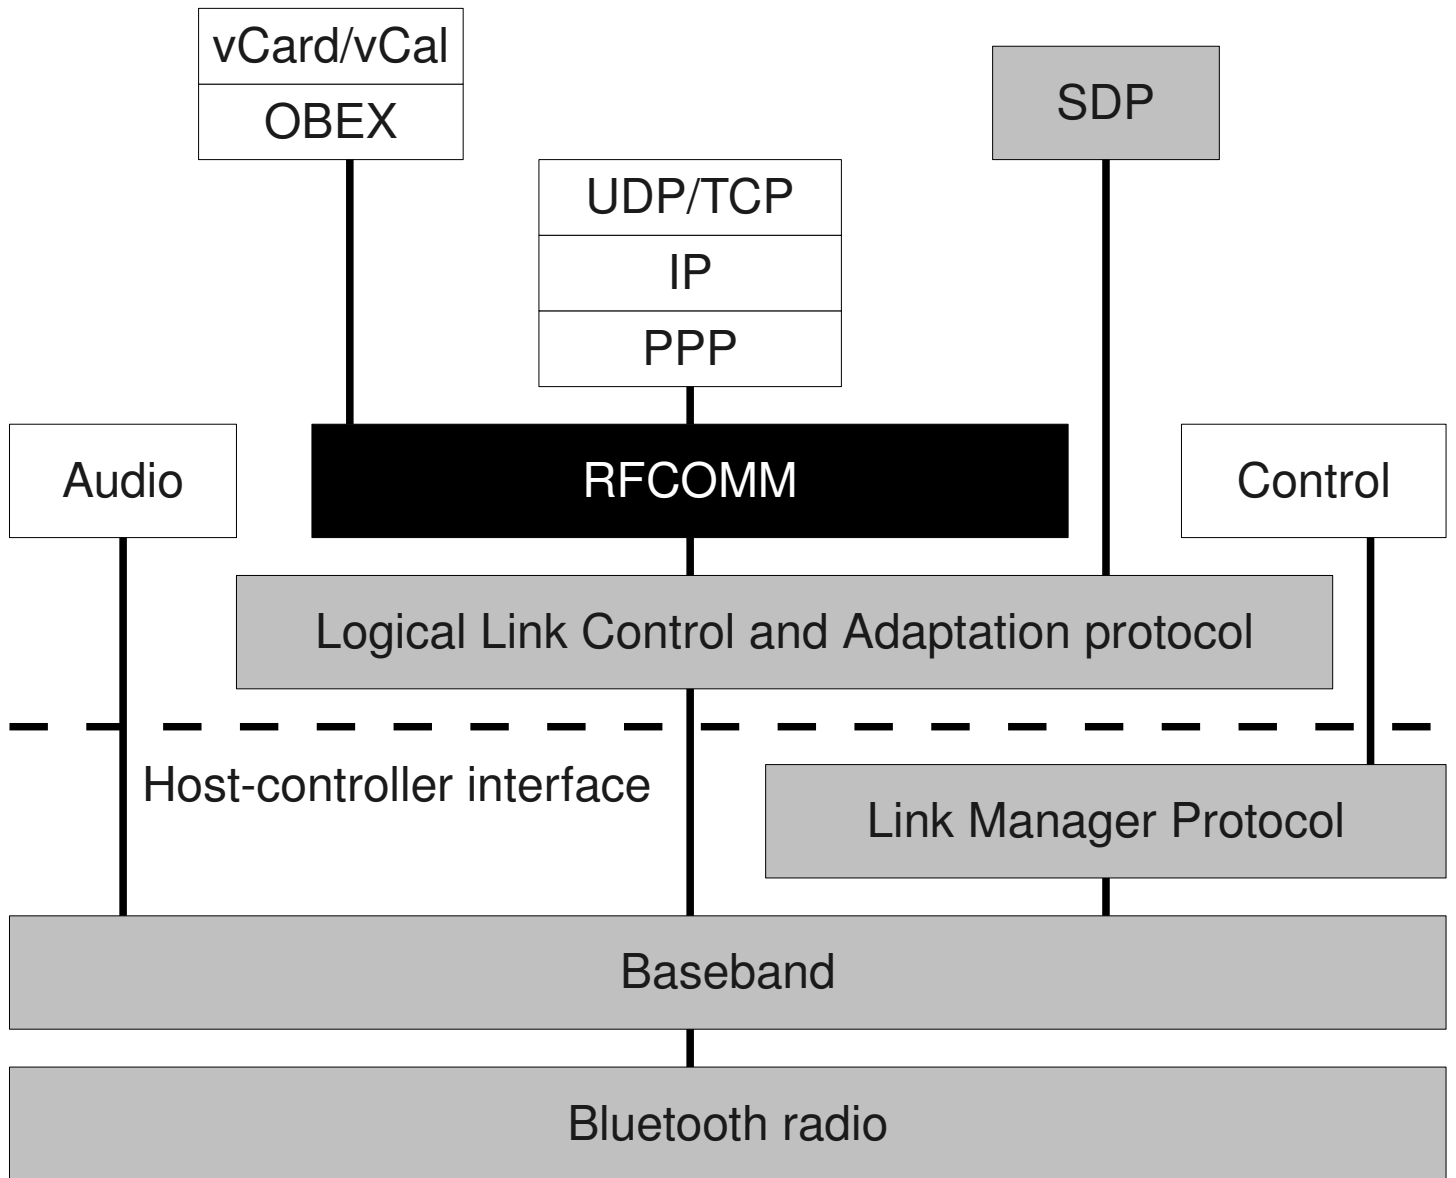 vCard/vCal
OBEX
SDP
UDP/TCP
IP
PPP
Audio
RFCOMM
Control
Logical Link Control and Adaptation protocol
Host-controller interface
Link Manager Protocol
Baseband
Bluetooth radio